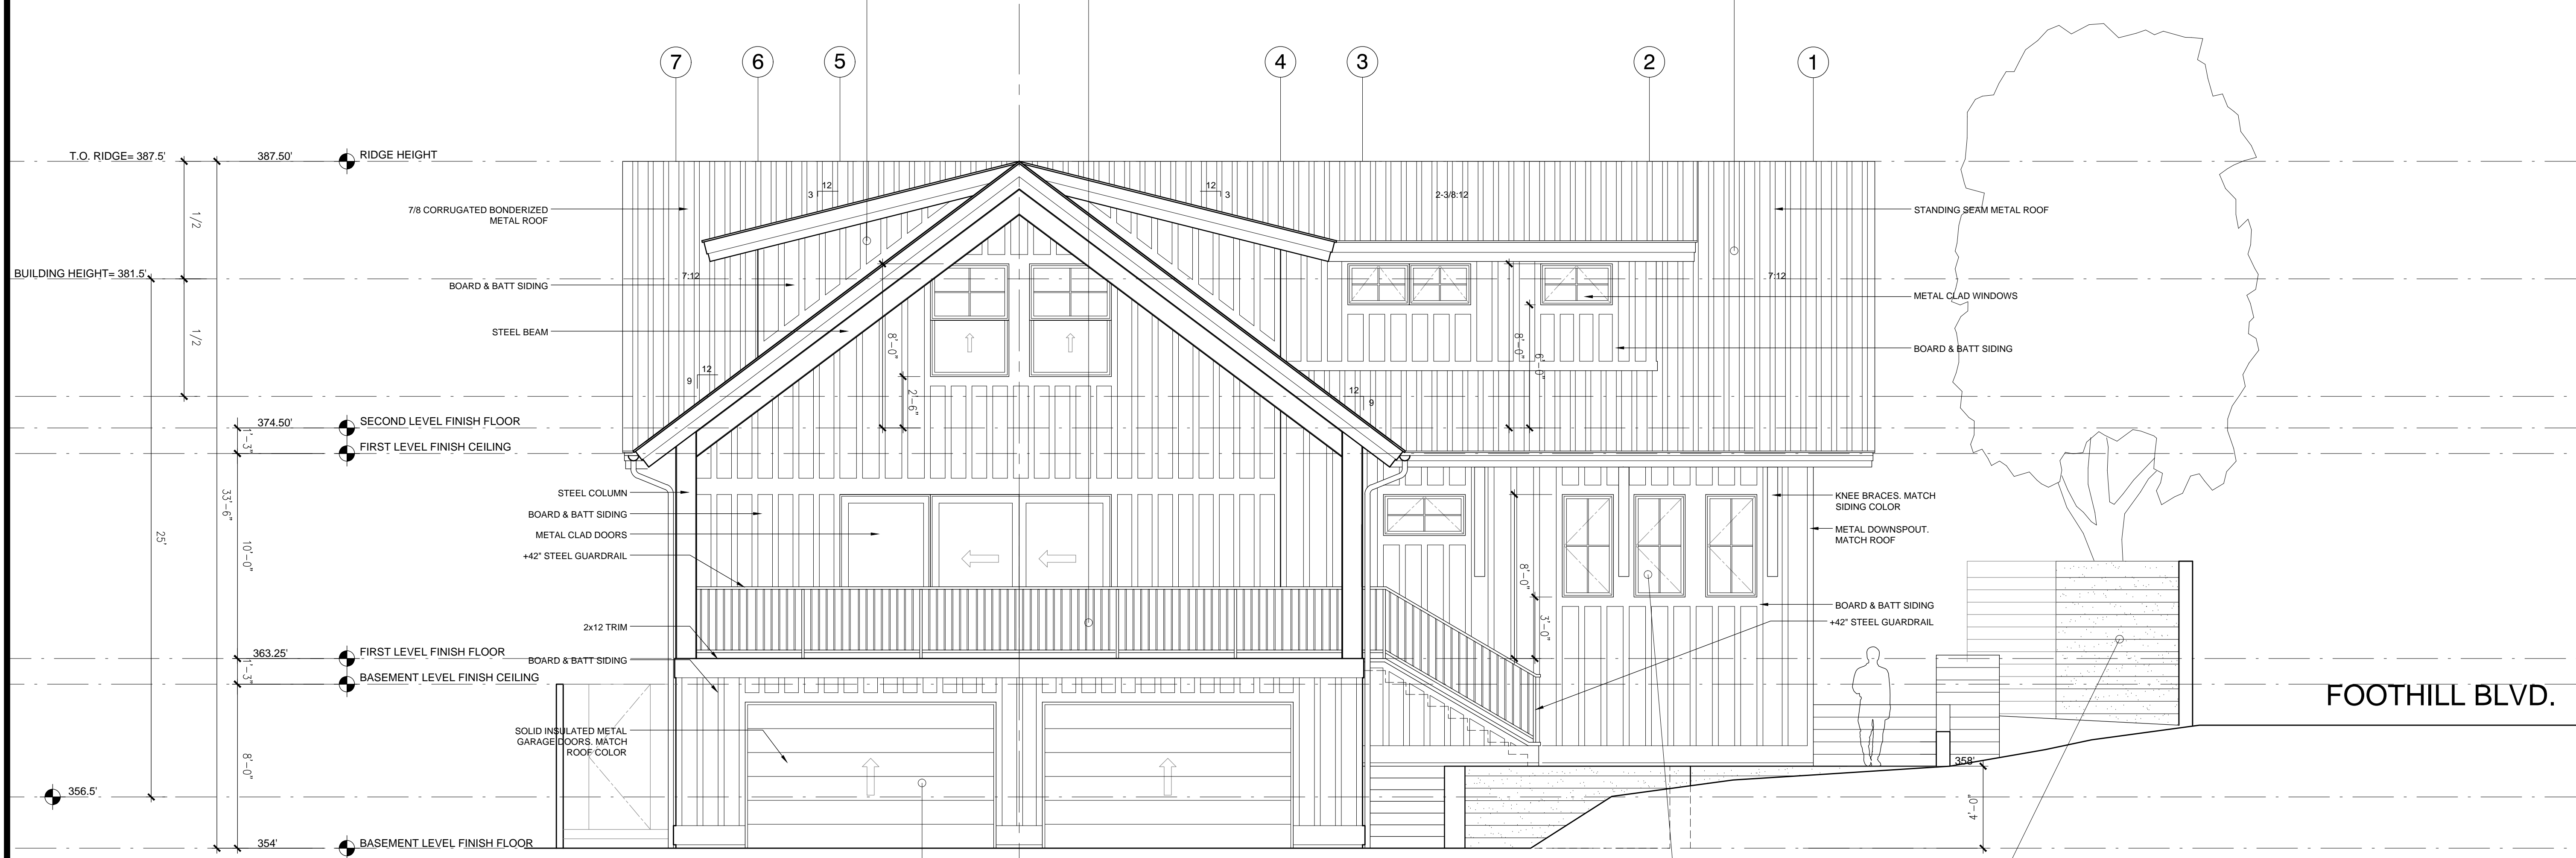 7 6 5 4 3 2 1
T.O. RIDGE= 387.5'
387.50'
RIDGE HEIGHT
BUILDING HEIGHT= 381.5'
1/2
1/2
374.50'
SECOND LEVEL FINISH FLOOR
1'-3"
FIRST LEVEL FINISH CEILING
33'-6"
25'
10'-0"
363.25'
FIRST LEVEL FINISH FLOOR
1'-3"
BASEMENT LEVEL FINISH CEILING
8'-0"
356.5'
354'
BASEMENT LEVEL FINISH FLOOR
7/8 CORRUGATED BONDERIZED
METAL ROOF
BOARD & BATT SIDING
STEEL BEAM
STEEL COLUMN
BOARD & BATT SIDING
METAL CLAD DOORS
+42" STEEL GUARDRAIL
2x12 TRIM
BOARD & BATT SIDING
SOLID INSULATED METAL
GARAGE DOORS. MATCH
ROOF COLOR
7:12
12
3
12
9
8'-0"
2'-6"
12
3
12
9
2-3/8:12
7:12
8'-0"
6'-0"
8'-0"
3'-0"
STANDING SEAM METAL ROOF
METAL CLAD WINDOWS
BOARD & BATT SIDING
KNEE BRACES. MATCH
SIDING COLOR
METAL DOWNSPOUT.
MATCH ROOF
BOARD & BATT SIDING
+42" STEEL GUARDRAIL
358'
4'-0"
FOOTHILL BLVD.